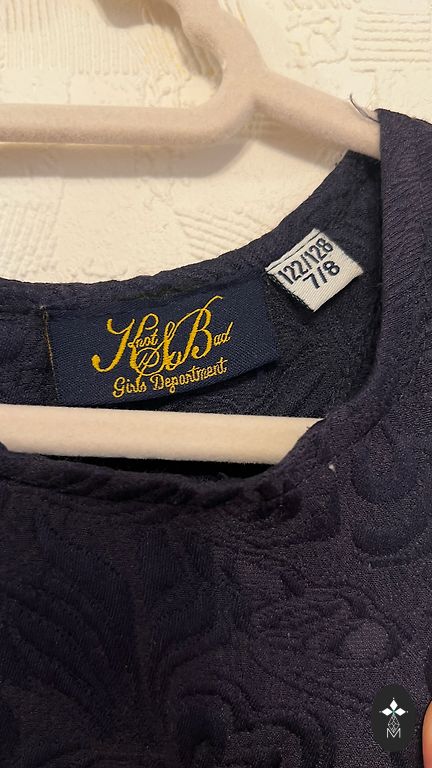 Knot So Bad
Girls Department
122/128
7/8
M